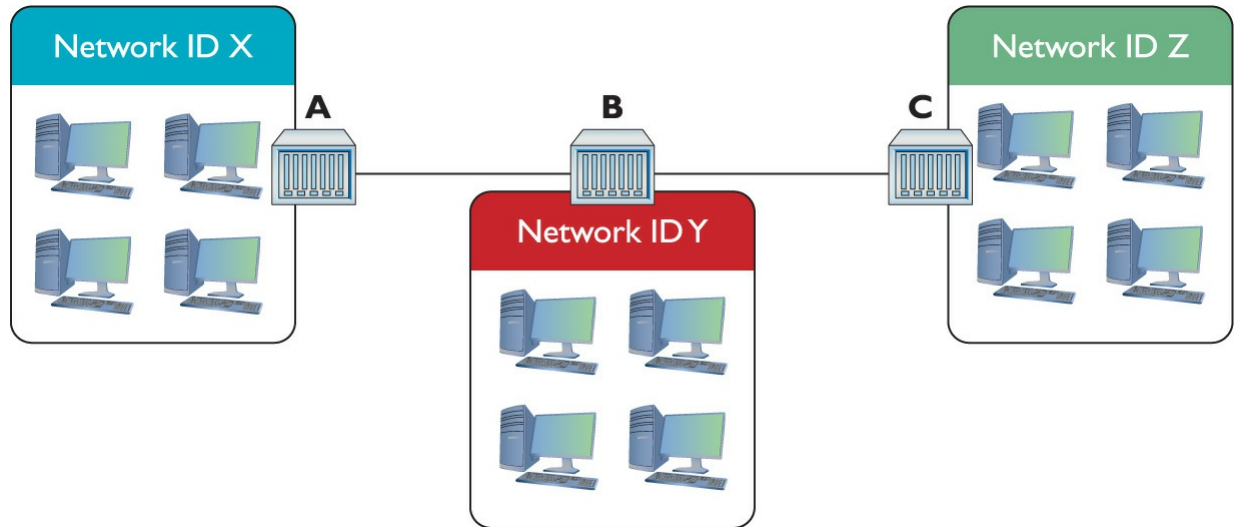 Network ID X
Network ID Z
A
B
C
Network ID Y